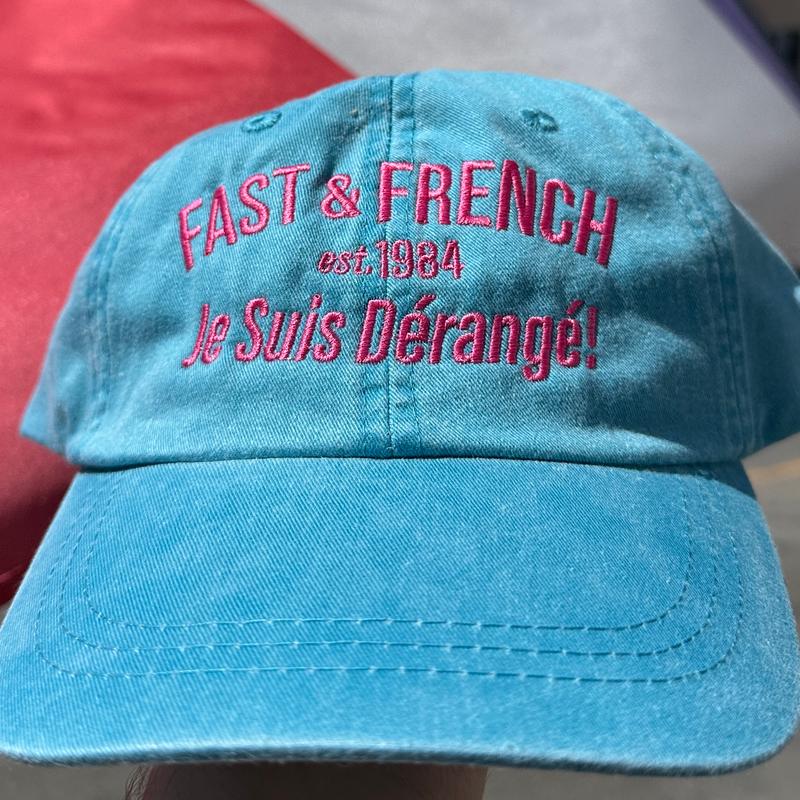 FAST & FRENCH
est. 1984
Je Suis Dérangé!